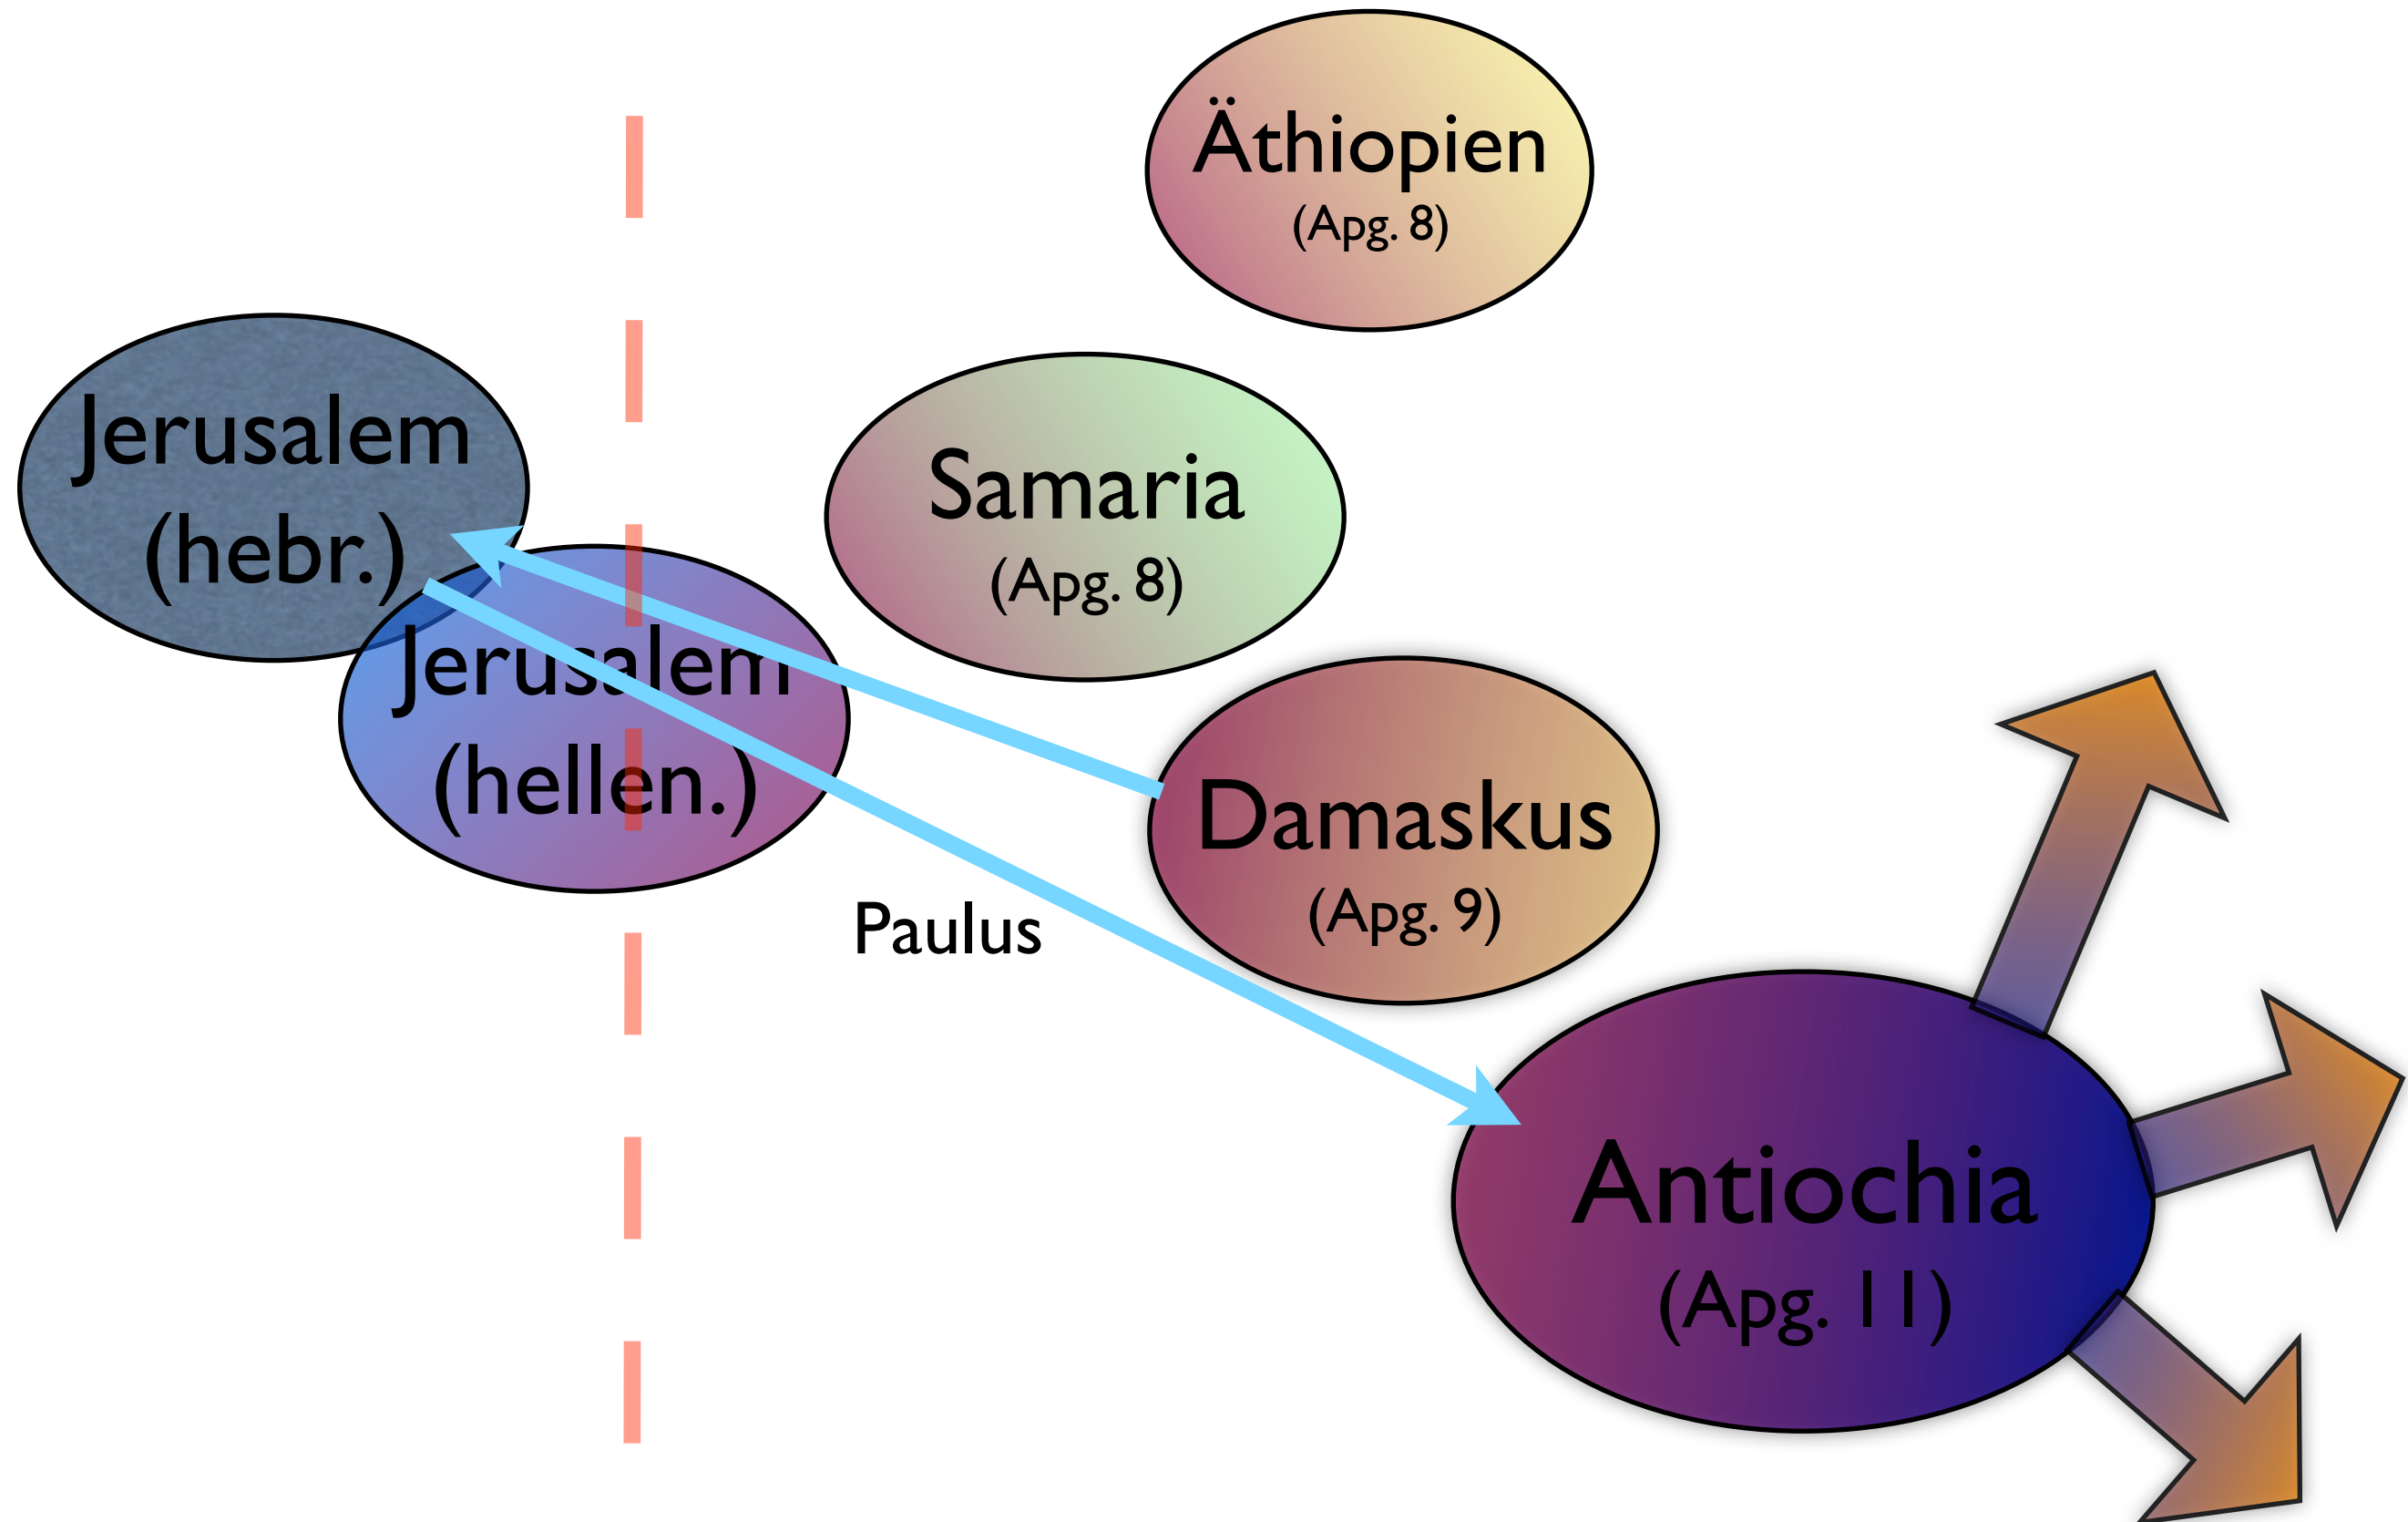 Äthiopien
(Apg. 8)
Jerusalem
(hebr.)
Samaria
(Apg. 8)
Jerusalem
(hellen.)
Damaskus
(Apg. 9)
Paulus
Antiochia
(Apg. 11)